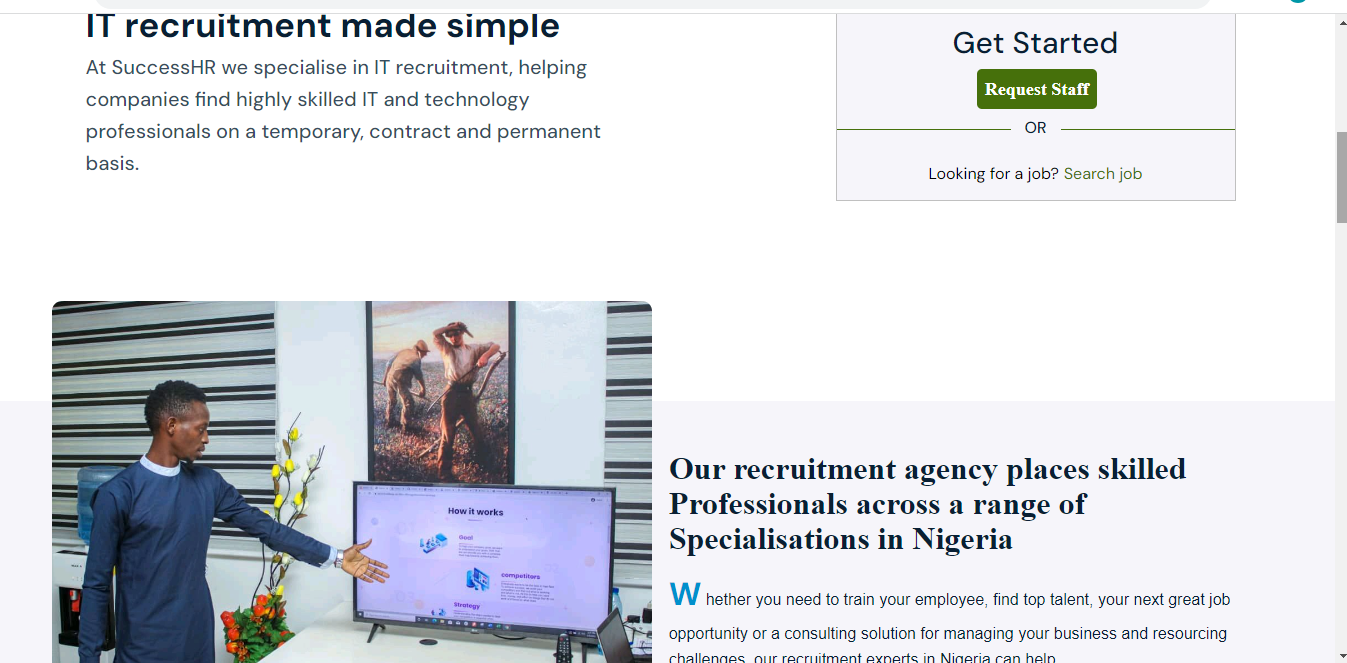 IT recruitment made simple
At SuccessHR we specialise in IT recruitment, helping
companies find highly skilled IT and technology
professionals on a temporary, contract and permanent
basis.
Get Started
Request Staff
OR
Looking for a job? Search job
How it works
Goal
competitors
Strategy
Our recruitment agency places skilled
Professionals across a range of
Specialisations in Nigeria
W hether you need to train your employee, find top talent, your next great job
opportunity or a consulting solution for managing your business and resourcing
challenges, our recruitment experts in Nigeria can help